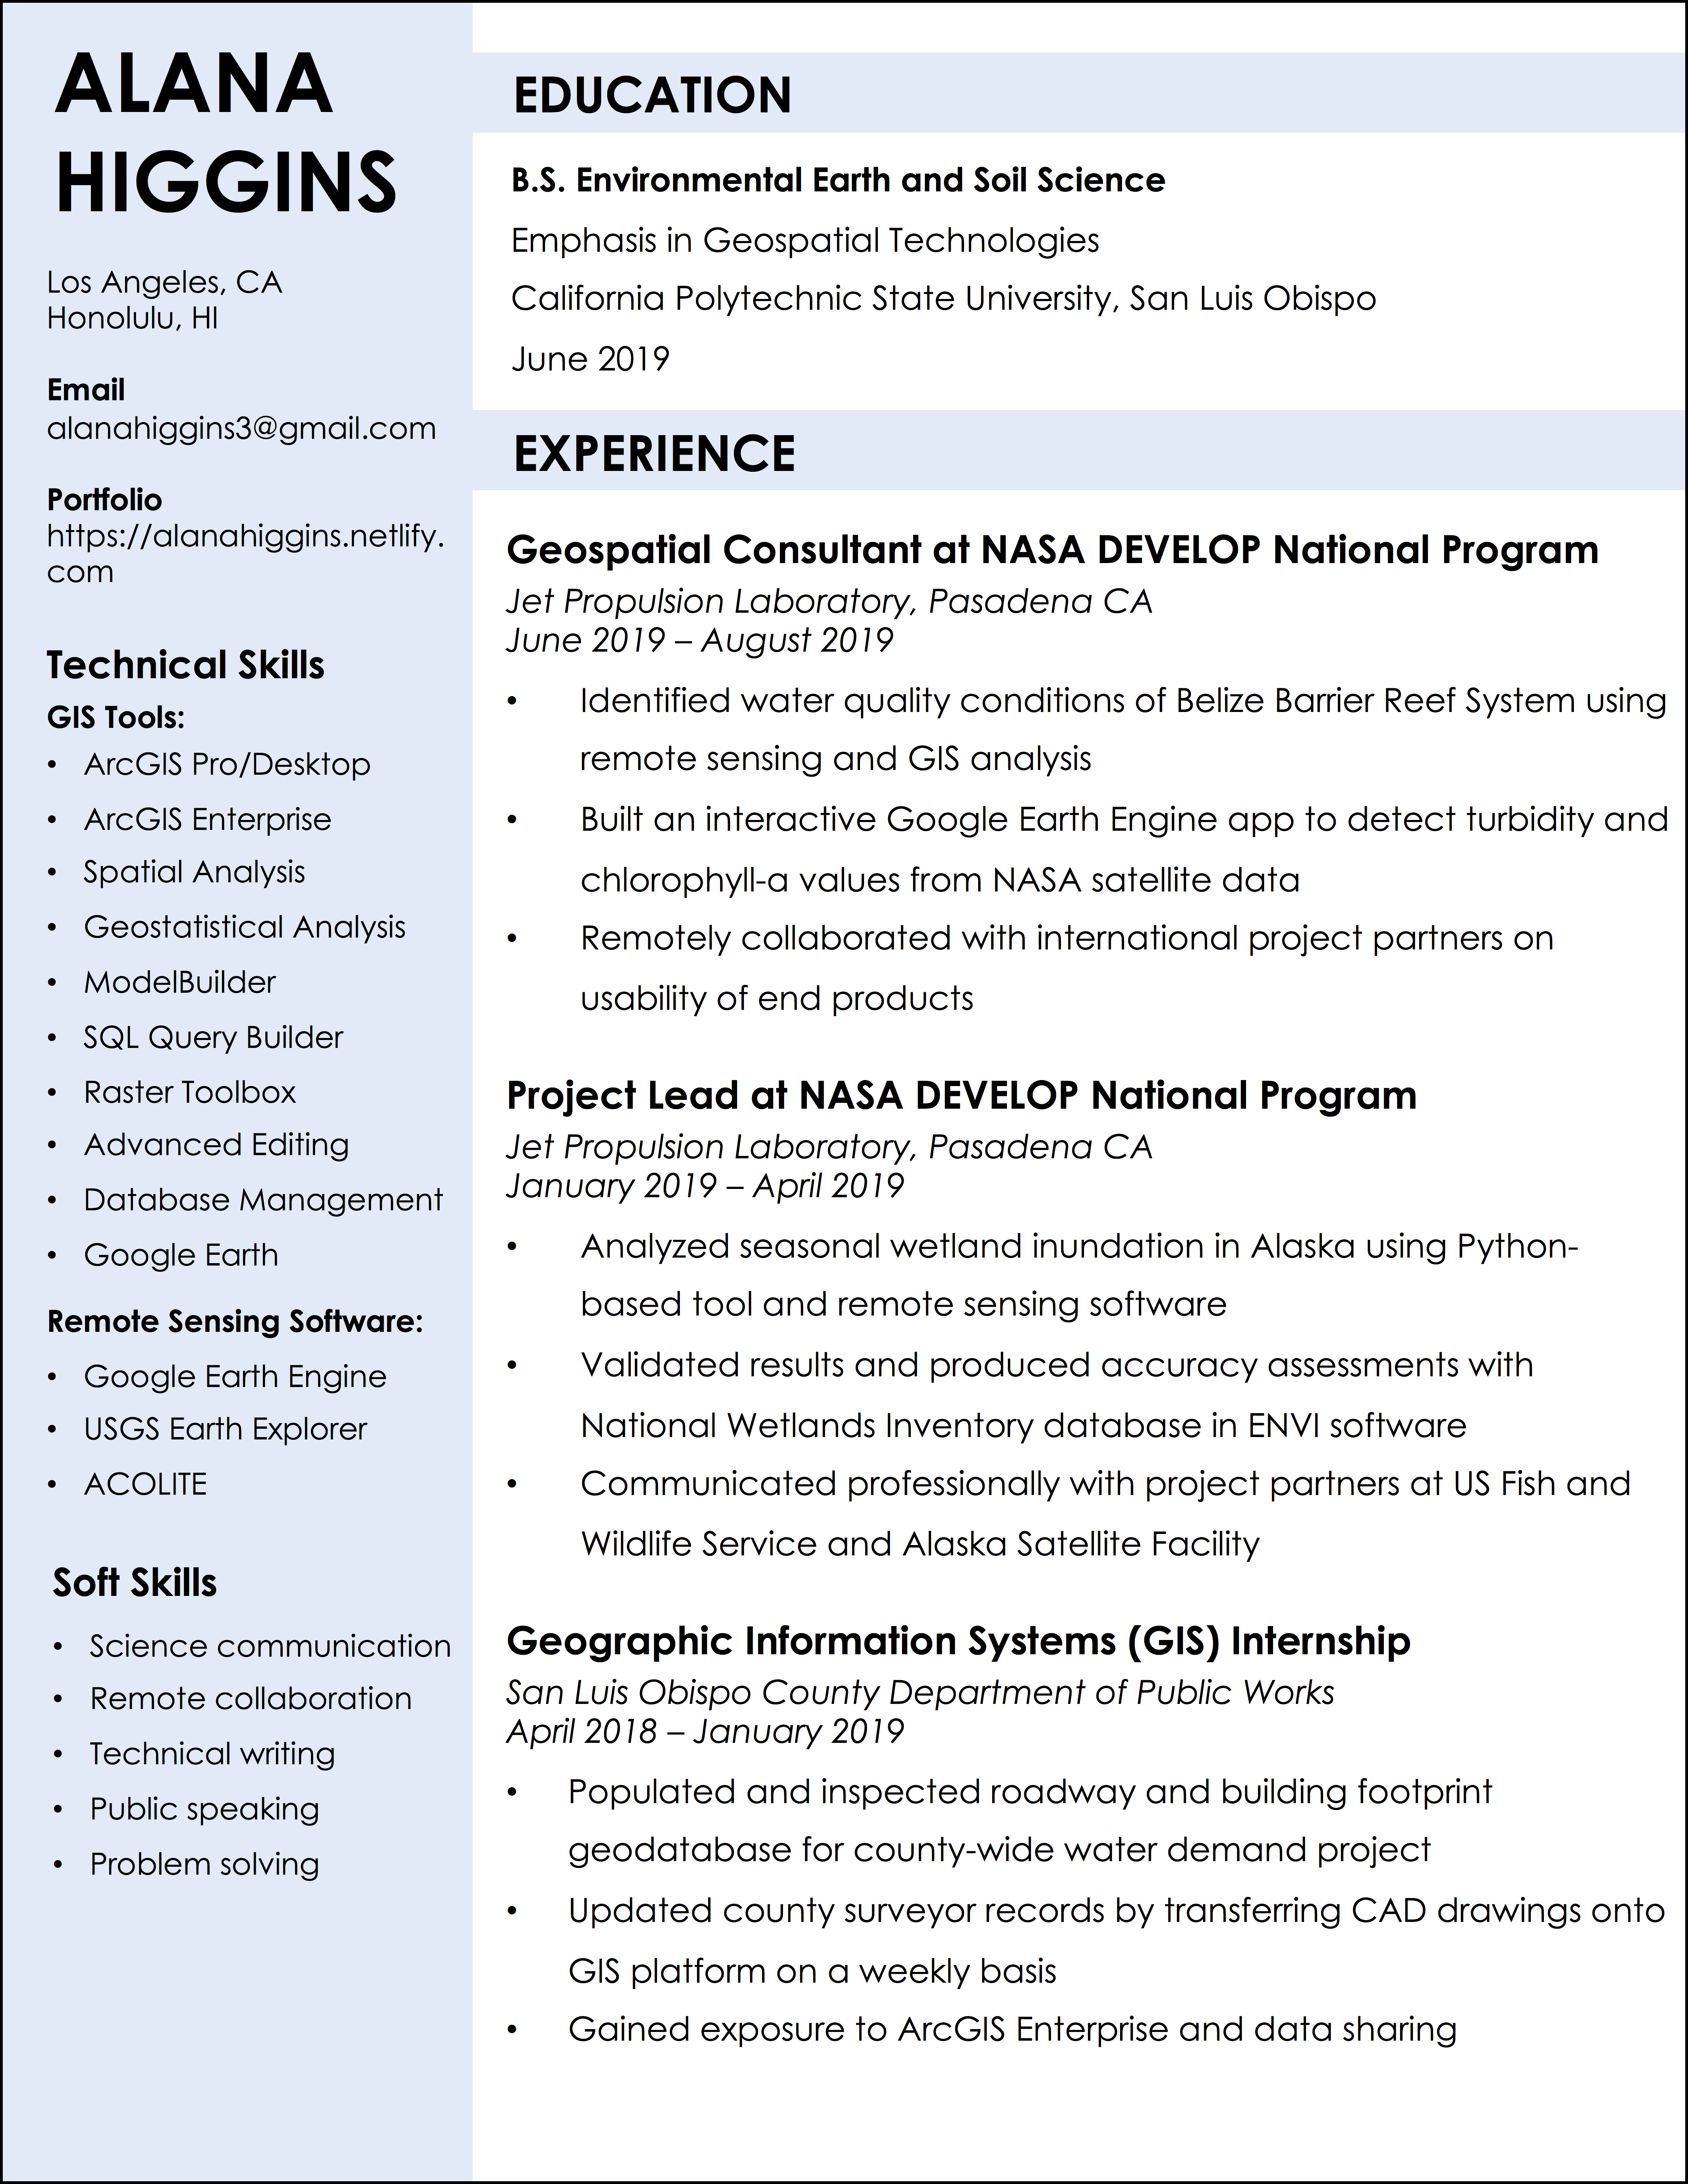 ALANA
HIGGINS
Los Angeles, CA
Honolulu, HI
Email
alanahiggins3@gmail.com
Portfolio
https://alanahiggins.netlify.
com
Technical Skills
GIS Tools:
• ArcGIS Pro/Desktop
• ArcGIS Enterprise
• Spatial Analysis
• Geostatistical Analysis
• ModelBuilder
• SQL Query Builder
• Raster Toolbox
• Advanced Editing
• Database Management
• Google Earth
Remote Sensing Software:
• Google Earth Engine
• USGS Earth Explorer
• ACOLITE
Soft Skills
• Science communication
• Remote collaboration
• Technical writing
• Public speaking
• Problem solving
EDUCATION
B.S. Environmental Earth and Soil Science
Emphasis in Geospatial Technologies
California Polytechnic State University, San Luis Obispo
June 2019
EXPERIENCE
Geospatial Consultant at NASA DEVELOP National Program
Jet Propulsion Laboratory, Pasadena CA
June 2019 – August 2019
• Identified water quality conditions of Belize Barrier Reef System using
remote sensing and GIS analysis
• Built an interactive Google Earth Engine app to detect turbidity and
chlorophyll-a values from NASA satellite data
• Remotely collaborated with international project partners on
usability of end products
Project Lead at NASA DEVELOP National Program
Jet Propulsion Laboratory, Pasadena CA
January 2019 – April 2019
• Analyzed seasonal wetland inundation in Alaska using Python-
based tool and remote sensing software
• Validated results and produced accuracy assessments with
National Wetlands Inventory database in ENVI software
• Communicated professionally with project partners at US Fish and
Wildlife Service and Alaska Satellite Facility
Geographic Information Systems (GIS) Internship
San Luis Obispo County Department of Public Works
April 2018 – January 2019
• Populated and inspected roadway and building footprint
geodatabase for county-wide water demand project
• Updated county surveyor records by transferring CAD drawings onto
GIS platform on a weekly basis
• Gained exposure to ArcGIS Enterprise and data sharing